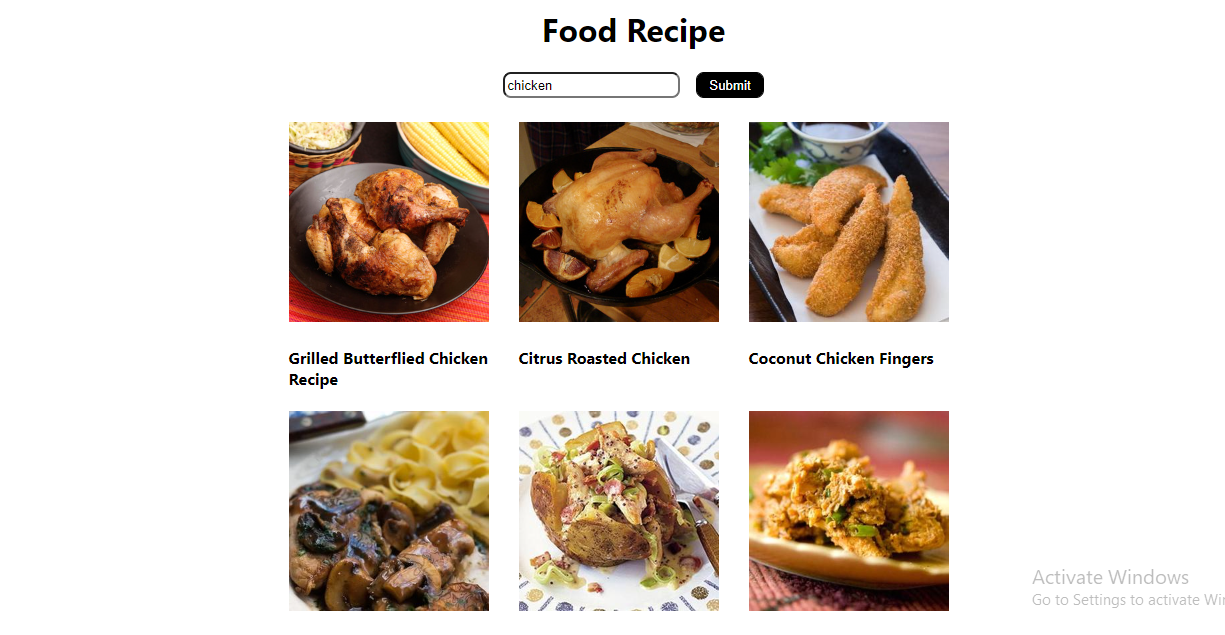 Food Recipe
chicken
Submit
Grilled Butterflied Chicken
Recipe
Citrus Roasted Chicken
Coconut Chicken Fingers
Activate Windows
Go to Settings to activate Wi